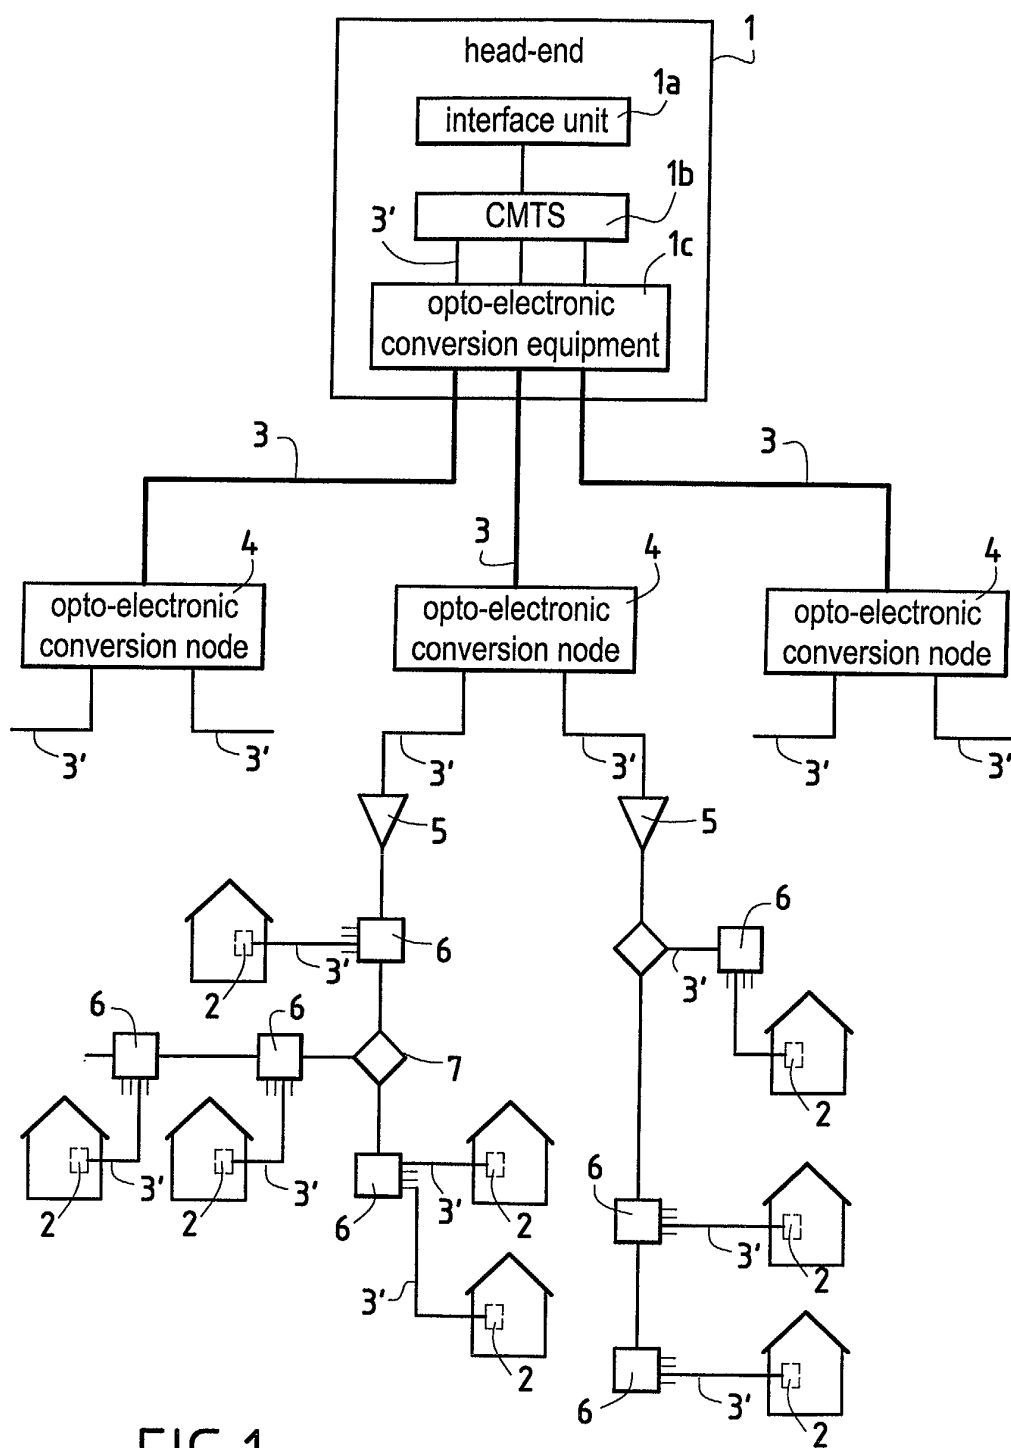 head-end
1
1a
interface unit
1b
CMTS
3'
1c
opto-electronic
conversion equipment
3
3
3
4
opto-electronic
conversion node
4
opto-electronic
conversion node
4
opto-electronic
conversion node
3'
3'
3'
3'
3'
3'
5
5
6
6
3'
3'
2
6
6
7
2
3'
3'
2
2
6
3'
2
6
3'
2
3'
2
6
3'
2
FIG.1